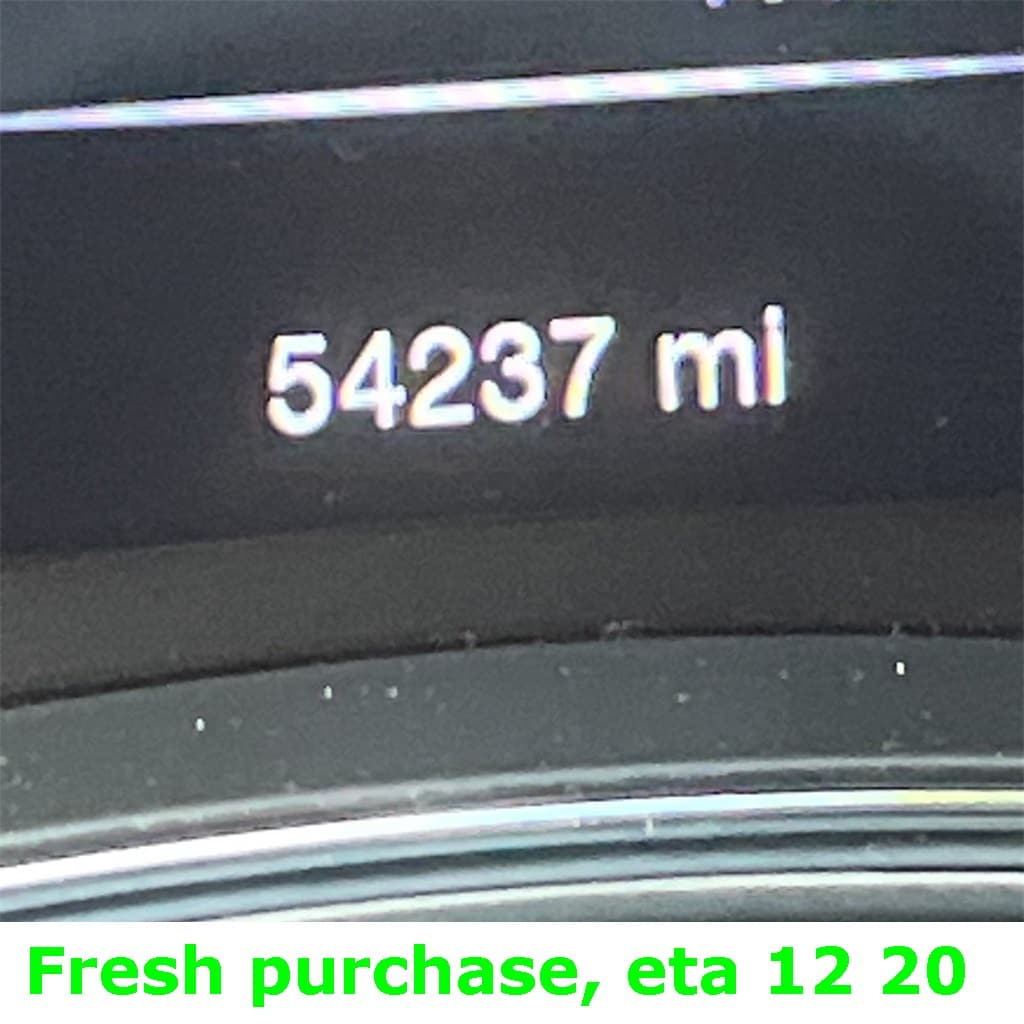 54237 mi
Fresh purchase, eta 12 20